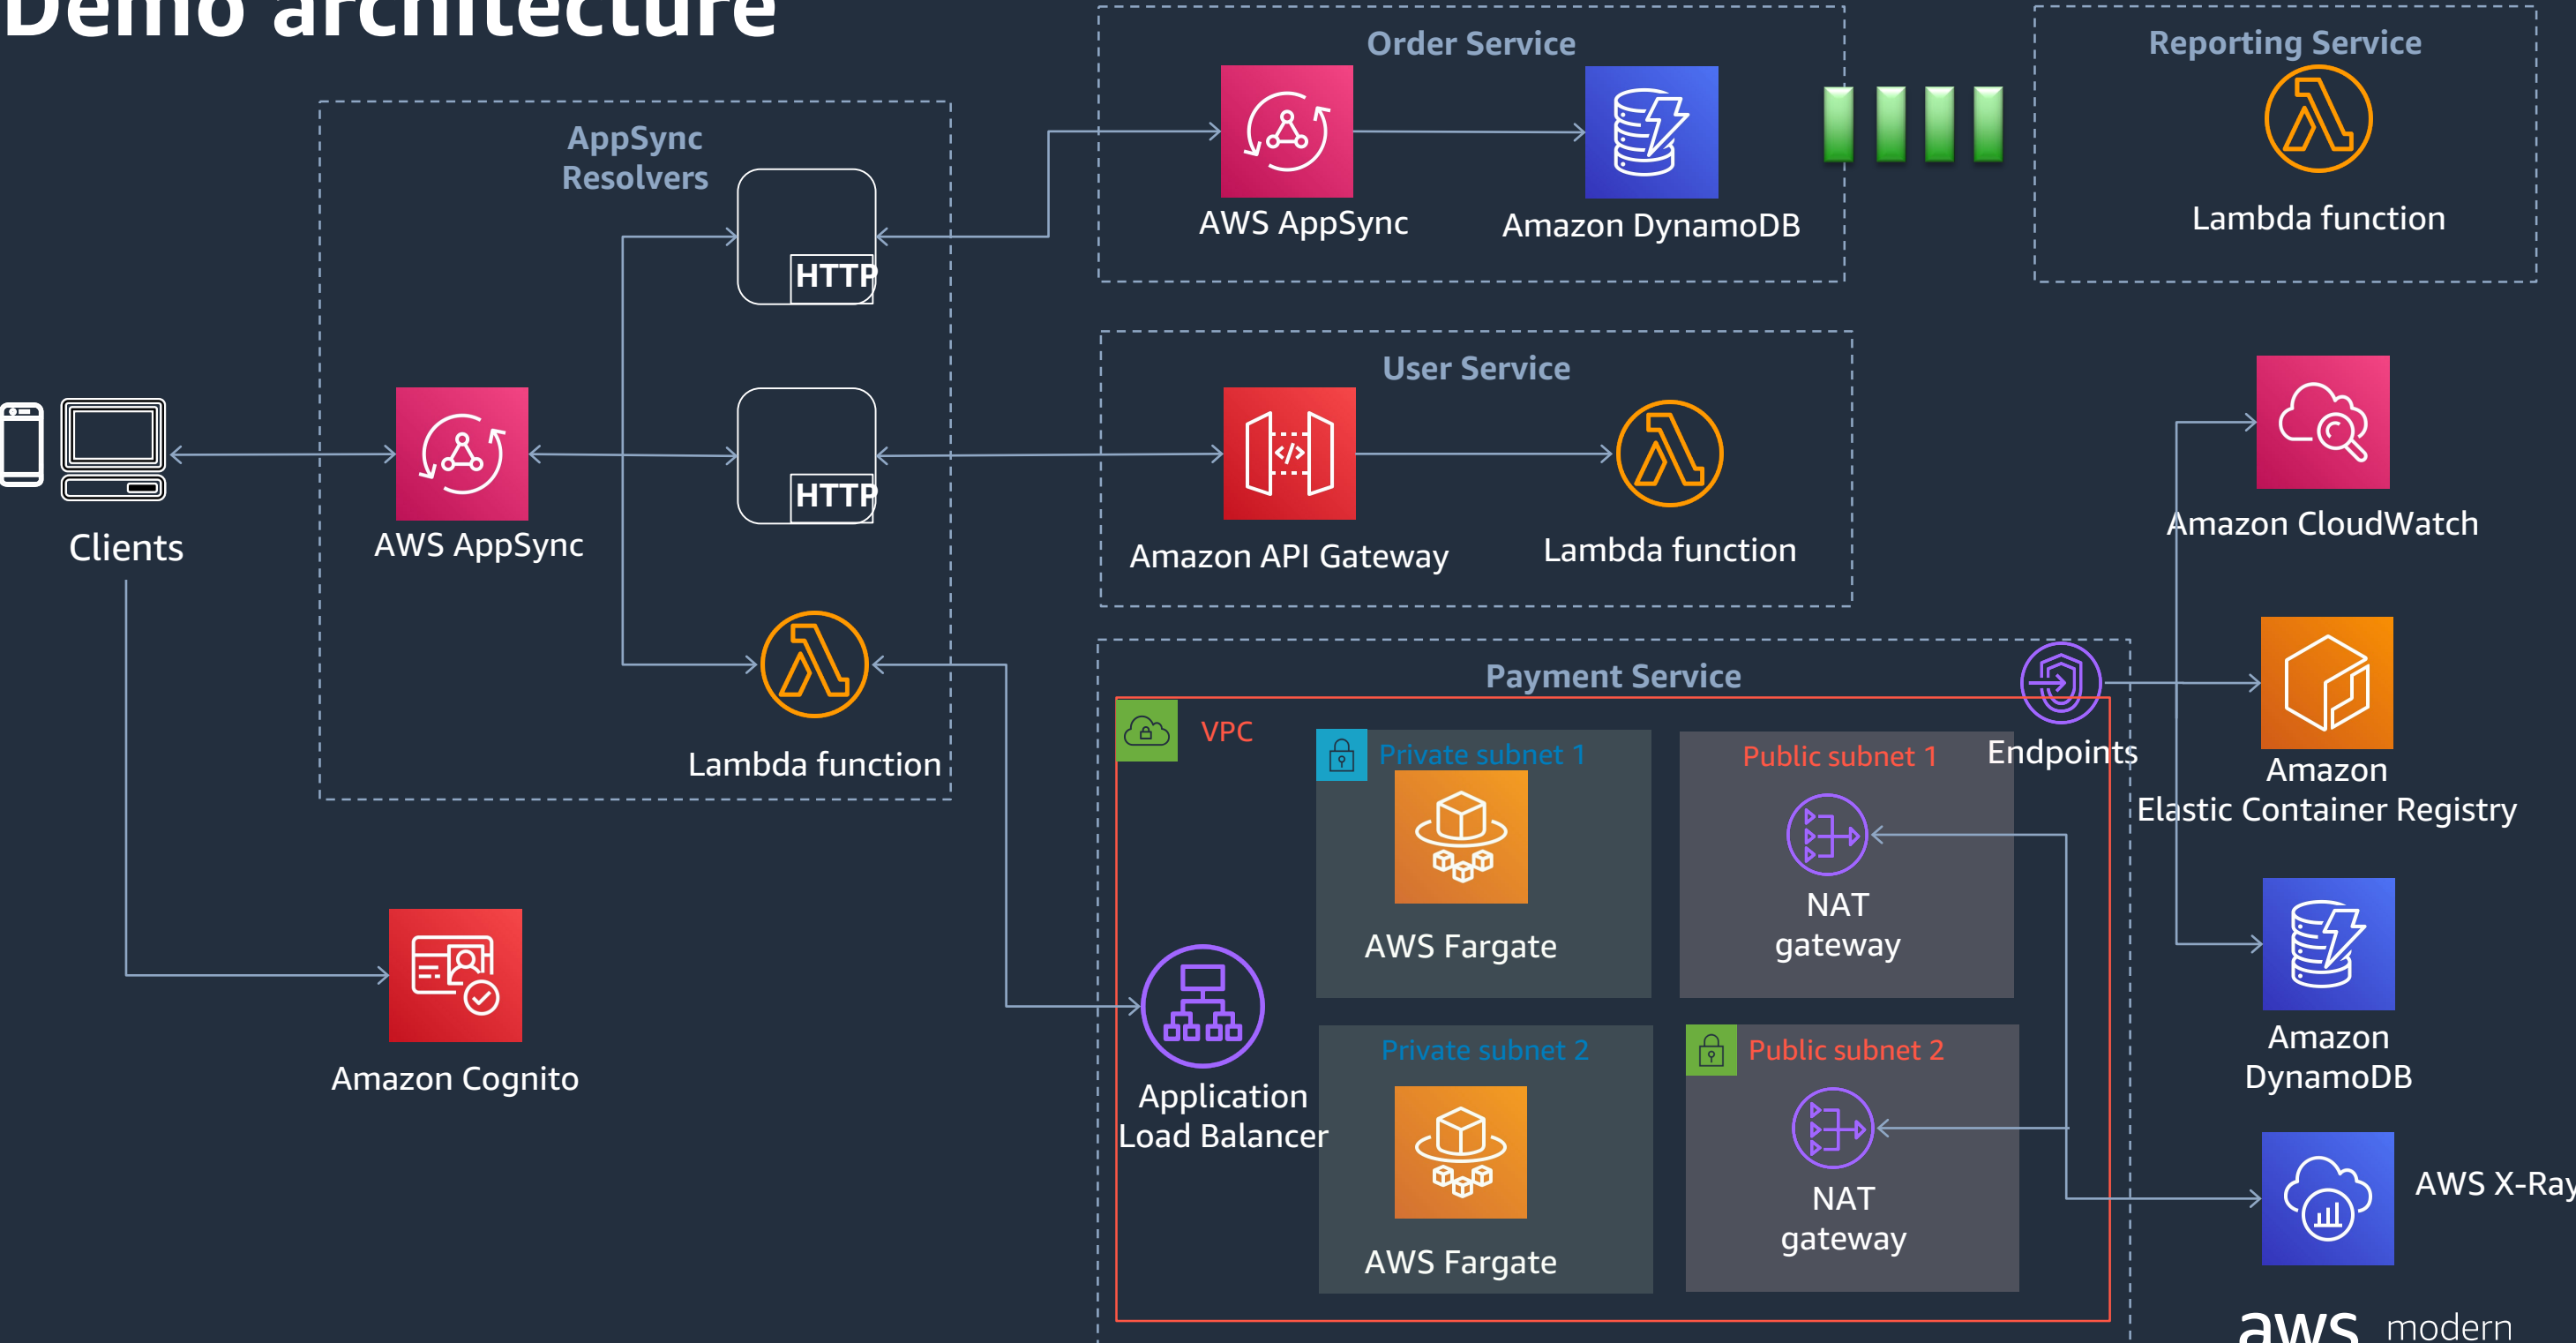 Demo architecture
Order Service
AWS AppSync
Amazon DynamoDB
Reporting Service
Lambda function
AppSync
Resolvers
HTTP
HTTP
AWS AppSync
Lambda function
Clients
Amazon Cognito
User Service
Amazon API Gateway
Lambda function
Payment Service
VPC
Private subnet 1
AWS Fargate
Public subnet 1
NAT
gateway
Endpoints
Application
Load Balancer
Private subnet 2
AWS Fargate
Public subnet 2
NAT
gateway
Amazon CloudWatch
Amazon
Elastic Container Registry
Amazon
DynamoDB
AWS X-Ray
aws modern